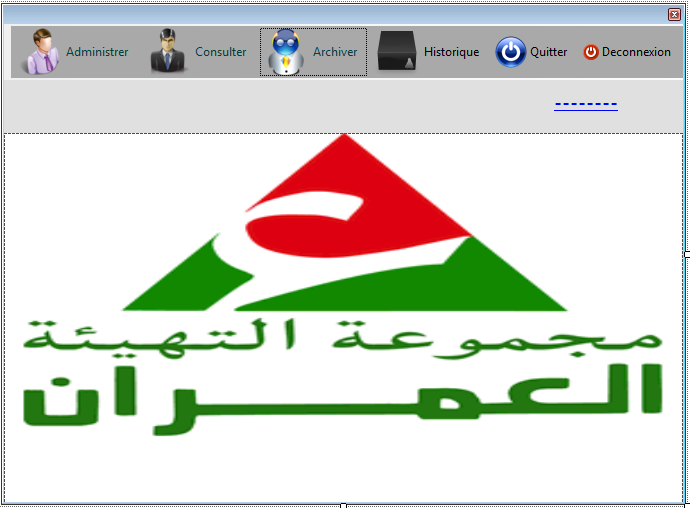 Administrer Consulter Archiver Historique Quitter Deconnexion
--------
مجموعة التهيئة
العمران